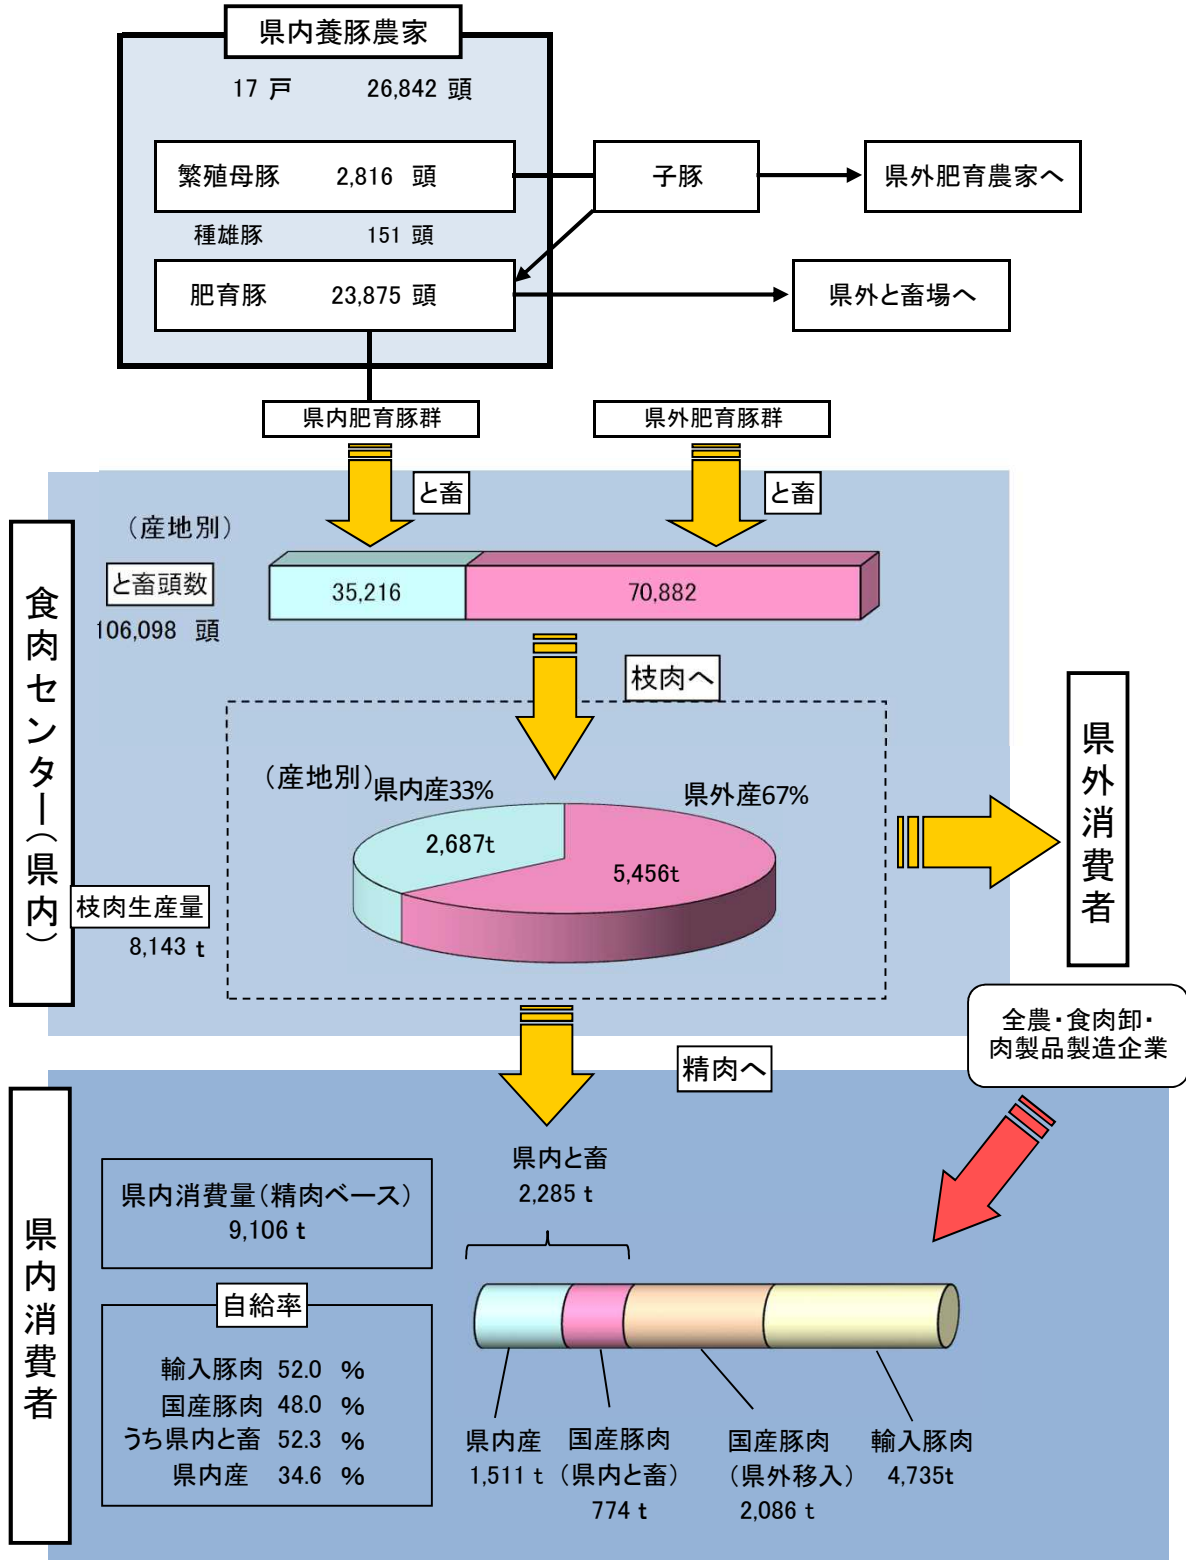 県内養豚農家
17 戸 26,842 頭
繁殖母豚 2,816 頭
子豚
県外肥育農家へ
種雄豚 151 頭
肥育豚 23,875 頭
県外と畜場へ
県内肥育豚群
県外肥育豚群
と畜
と畜
(産地別)
と畜頭数
106,098 頭
35,216
70,882
食肉センター(県内)
枝肉へ
(産地別)
県内産33%
県外産67%
2,687t
5,456t
枝肉生産量
8,143 t
県外消費者
全農・食肉卸・
肉製品製造企業
精肉へ
県内消費者
県内と畜
2,285 t
県内消費量(精肉ベース)
9,106 t
自給率
輸入豚肉 52.0 %
国産豚肉 48.0 %
うち県内と畜 52.3 %
県内産 34.6 %
県内産
1,511 t
国産豚肉
(県内と畜)
774 t
国産豚肉
(県外移入)
2,086 t
輸入豚肉
4,735t